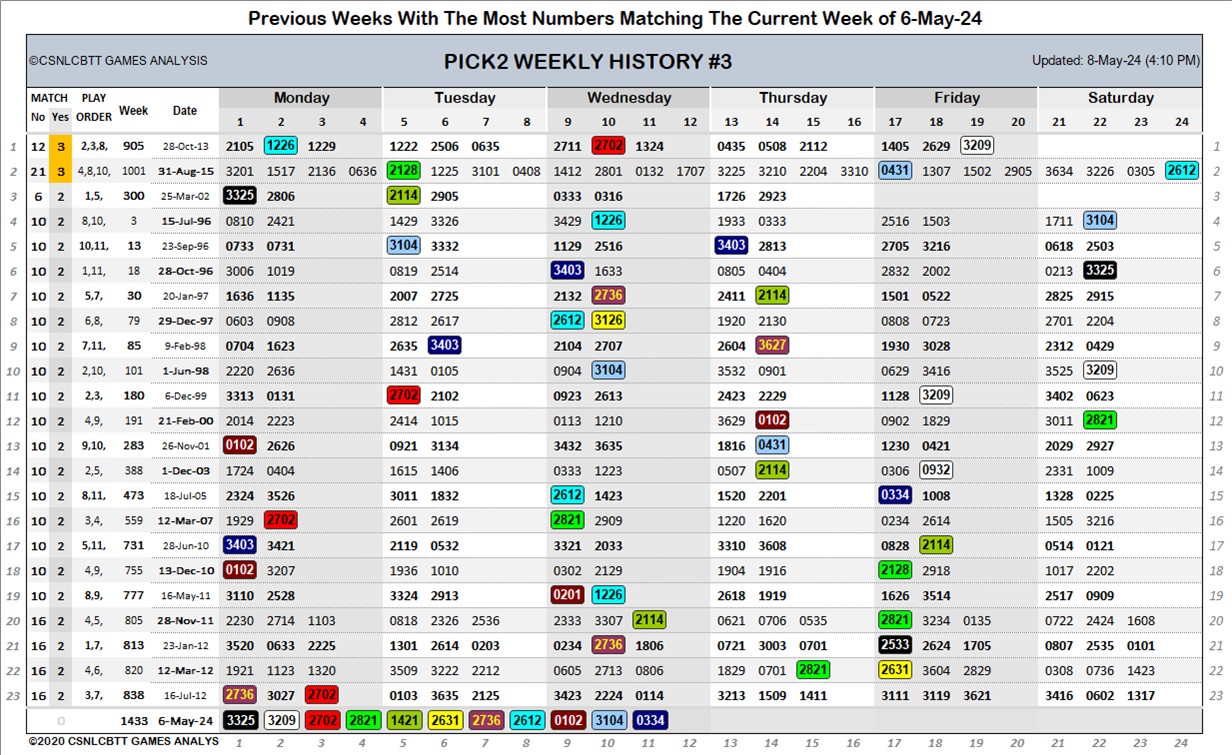 Previous Weeks With The Most Numbers Matching The Current Week of 6-May-24
©CSNLCBTT GAMES ANALYSIS PICK2 WEEKLY HISTORY #3 Updated: 8-May-24 (4:10 PM)
MATCH PLAY Week Date Monday Tuesday Wednesday Thursday Friday Saturday
No Yes ORDER 1 2 3 4 5 6 7 8 9 10 11 12 13 14 15 16 17 18 19 20 21 22 23 24
1 12 3 2,3,8, 905 28-Oct-13 2105 1226 1229 1222 2506 0635 2711 2702 1324 0435 0508 2112 1405 2629 3209 1
2 21 3 4,8,10, 1001 31-Aug-15 3201 1517 2136 0636 2128 1225 3101 0408 1412 2801 0132 1707 3225 3210 2204 3310 0431 1307 1502 2905 3634 3226 0305 2612 2
3 6 2 1,5, 300 25-Mar-02 3325 2806 2114 2905 0333 0316 1726 2923 3
4 10 2 8,10, 3 15-Jul-96 0810 2421 1429 3326 3429 1226 1933 0333 2516 1503 1711 3104 4
5 10 2 10,11, 13 23-Sep-96 0733 0731 3104 3332 1129 2516 3403 2813 2705 3216 0618 2503 5
6 10 2 1,11, 18 28-Oct-96 3006 1019 0819 2514 3403 1633 0805 0404 2832 2002 0213 3325 6
7 10 2 5,7, 30 20-Jan-97 1636 1135 2007 2725 2132 2736 2411 2114 1501 0522 2825 2915 7
8 10 2 6,8, 79 29-Dec-97 0603 0908 2812 2617 2612 3126 1920 2130 0808 0723 2701 2204 8
9 10 2 7,11, 85 9-Feb-98 0704 1623 2635 3403 2104 2707 2604 3627 1930 3028 2312 0429 9
10 10 2 2,10, 101 1-Jun-98 2220 2636 1431 0105 0904 3104 3532 0901 0629 3416 3525 3209 10
11 10 2 2,3, 180 6-Dec-99 3313 0131 2702 2102 0923 2613 2423 2229 1128 3209 3402 0623 11
12 10 2 4,9, 191 21-Feb-00 2014 2223 2414 1015 0113 1210 3629 0102 0902 1829 3011 2821 12
13 10 2 9,10, 283 26-Nov-01 0102 2626 0921 3134 3432 3635 1816 0431 1230 0421 2029 2927 13
14 10 2 2,5, 388 1-Dec-03 1724 0404 1615 1406 0333 1223 0507 2114 0306 0932 2331 1009 14
15 10 2 8,11, 473 18-Jul-05 2324 3526 3011 1832 2612 1423 1520 2201 0334 1008 1328 0225 15
16 10 2 3,4, 559 12-Mar-07 1929 2702 2601 2619 2821 2909 1220 1620 0234 2614 1505 3216 16
17 10 2 5,11, 731 28-Jun-10 3403 3421 2119 0532 3321 2033 3310 3608 0828 2114 0514 0121 17
18 10 2 4,9, 755 13-Dec-10 0102 3207 1936 1010 0302 2129 1904 1916 2128 2918 1017 2202 18
19 10 2 8,9, 777 16-May-11 3110 2528 3324 2913 0201 1226 2618 1919 1626 3514 2517 0909 19
20 16 2 4,5, 805 28-Nov-11 2230 2714 1103 0818 2326 2536 2333 3307 2114 0621 0706 0535 2821 3234 0135 0722 2424 1608 20
21 16 2 1,7, 813 23-Jan-12 3520 0633 2225 1301 2614 0203 0234 2736 1806 0721 3003 0701 2533 2624 1705 0807 2535 0101 21
22 16 2 4,6, 820 12-Mar-12 1921 1123 1320 3509 3222 2212 0605 2713 0806 1829 0701 2821 2631 3604 2829 0308 0736 1423 22
23 16 2 3,7, 838 16-Jul-12 2736 3027 2702 0103 3635 2125 3423 2224 0114 3213 1509 1411 3111 3119 3621 3416 0602 1317 23
0 1433 6-May-24 3325 3209 2702 2821 1421 2631 2736 2612 0102 3104 0334
©2020 CSNLCBTT GAMES ANALYS 1 2 3 4 5 6 7 8 9 10 11 12 13 14 15 16 17 18 19 20 21 22 23 24